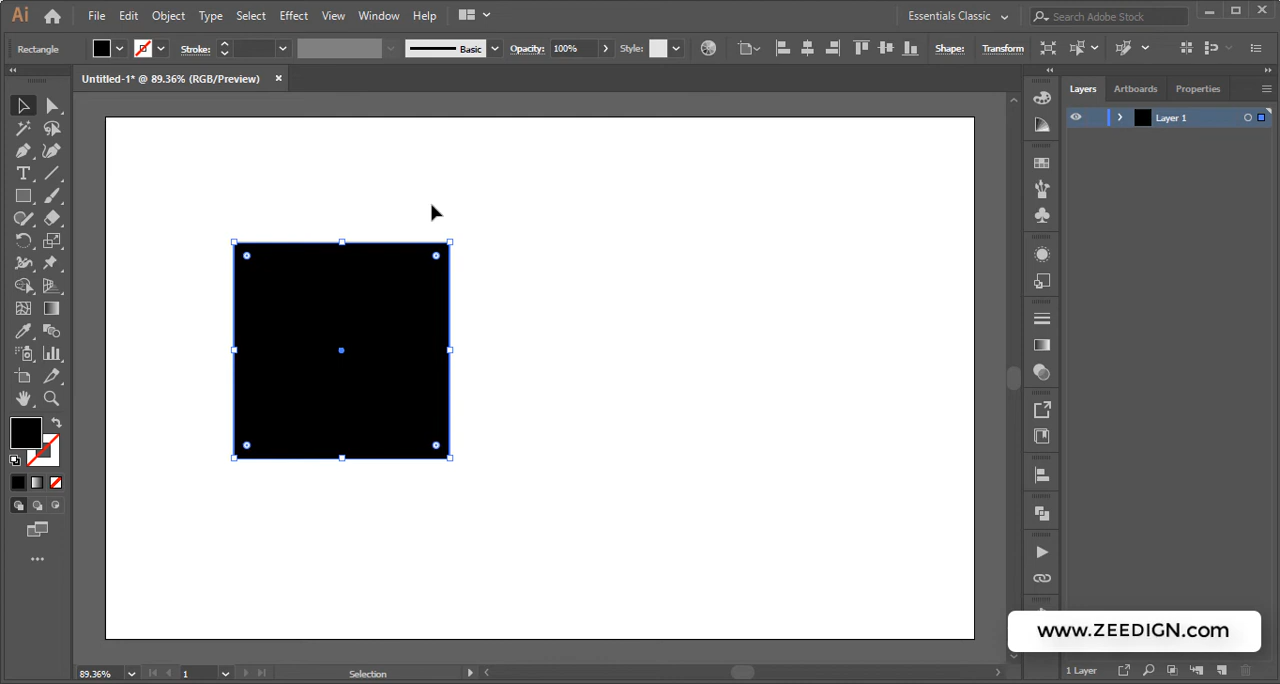 Ai File Edit Object Type Select Effect View Window Help Essentials Classic Search Adobe Stock
Rectangle Stroke: Basic Opacity: 100% Style: Shape: Transform
Untitled-1* @ 89.36% (RGB/Preview) × Layers Artboards Properties
Layer 1
www.ZEEDIGN.com
89.36% 1 Selection 1 Layer